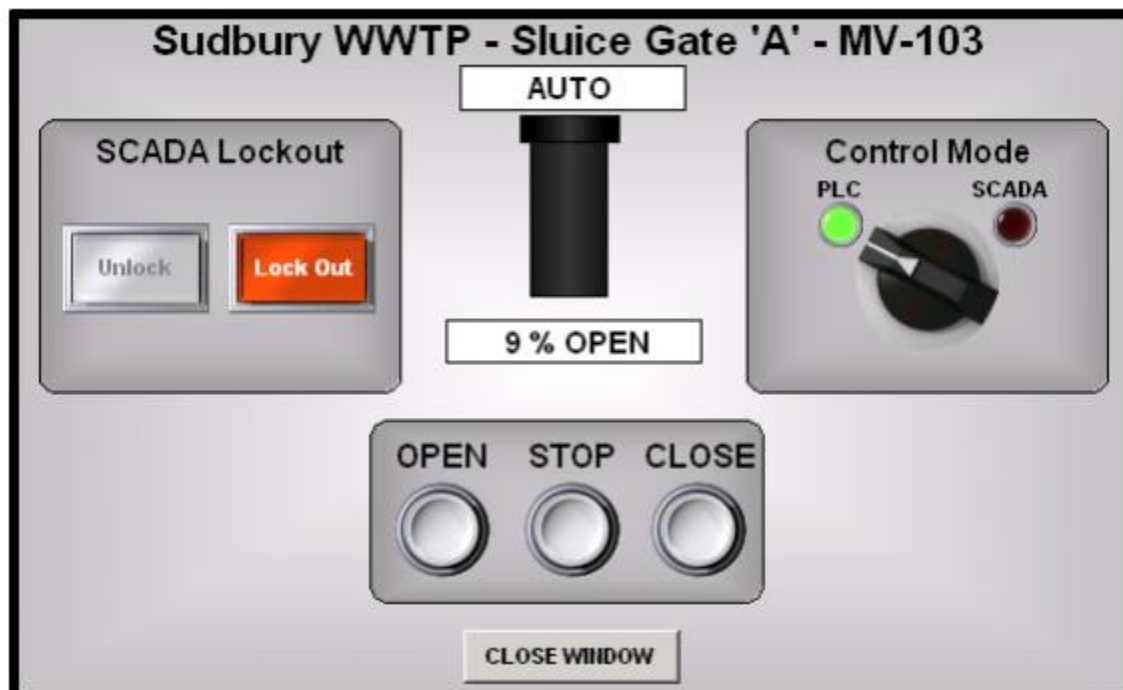 Sudbury WWTP - Sluice Gate 'A' - MV-103
AUTO
SCADA Lockout
Unlock
Lock Out
Control Mode
PLC
SCADA
9 % OPEN
OPEN
STOP
CLOSE
CLOSE WINDOW